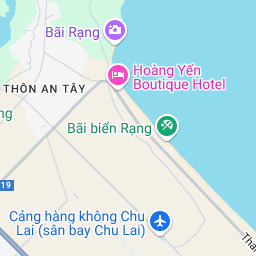 Bãi Rạng
THÔN AN TÂY
Hoàng Yến
Boutique Hotel
Bãi biển Rạng
19
Cảng hàng không Chu
Lai (sân bay Chu Lai)